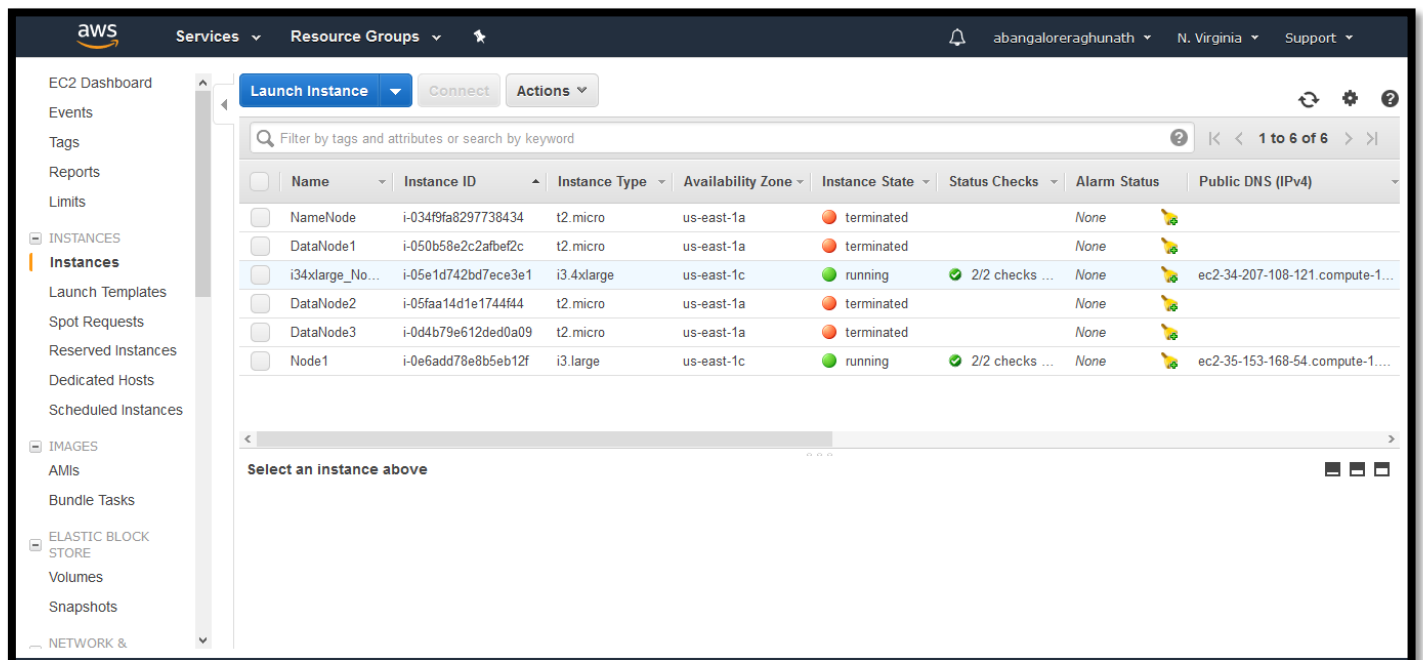 aws Services Resource Groups abangaloreraghunath N. Virginia Support
EC2 Dashboard
Events
Tags
Reports
Limits
INSTANCES
Instances
Launch Templates
Spot Requests
Reserved Instances
Dedicated Hosts
Scheduled Instances
IMAGES
AMIs
Bundle Tasks
ELASTIC BLOCK
STORE
Volumes
Snapshots
NETWORK &
Launch Instance Connect Actions
Filter by tags and attributes or search by keyword 1 to 6 of 6
Name Instance ID Instance Type Availability Zone Instance State Status Checks Alarm Status Public DNS (IPv4)
NameNode i-034f9fa8297738434 t2.micro us-east-1a terminated None
DataNode1 i-050b58e2c2afbef2c t2.micro us-east-1a terminated None
i34xlarge_No... i-05e1d742bd7ece3e1 i3.4xlarge us-east-1c running 2/2 checks ... None ec2-34-207-108-121.compute-1...
DataNode2 i-05faa14d1e1744f44 t2.micro us-east-1a terminated None
DataNode3 i-0d4b79e612ded0a09 t2.micro us-east-1a terminated None
Node1 i-0e6add78e8b5eb12f i3.large us-east-1c running 2/2 checks ... None ec2-35-153-168-54.compute-1....
Select an instance above